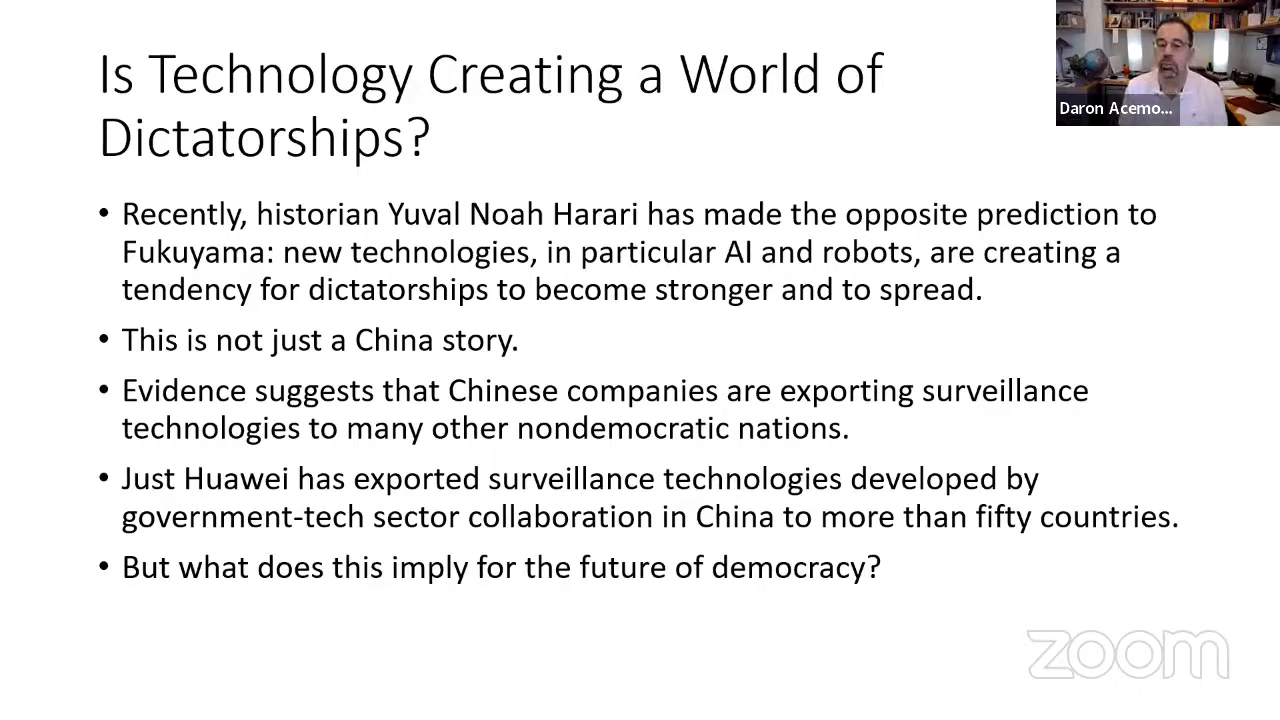 Is Technology Creating a World of
Dictatorships?
Daron Acemo...
• Recently, historian Yuval Noah Harari has made the opposite prediction to
Fukuyama: new technologies, in particular AI and robots, are creating a
tendency for dictatorships to become stronger and to spread.
• This is not just a China story.
• Evidence suggests that Chinese companies are exporting surveillance
technologies to many other nondemocratic nations.
• Just Huawei has exported surveillance technologies developed by
government-tech sector collaboration in China to more than fifty countries.
• But what does this imply for the future of democracy?
zoom